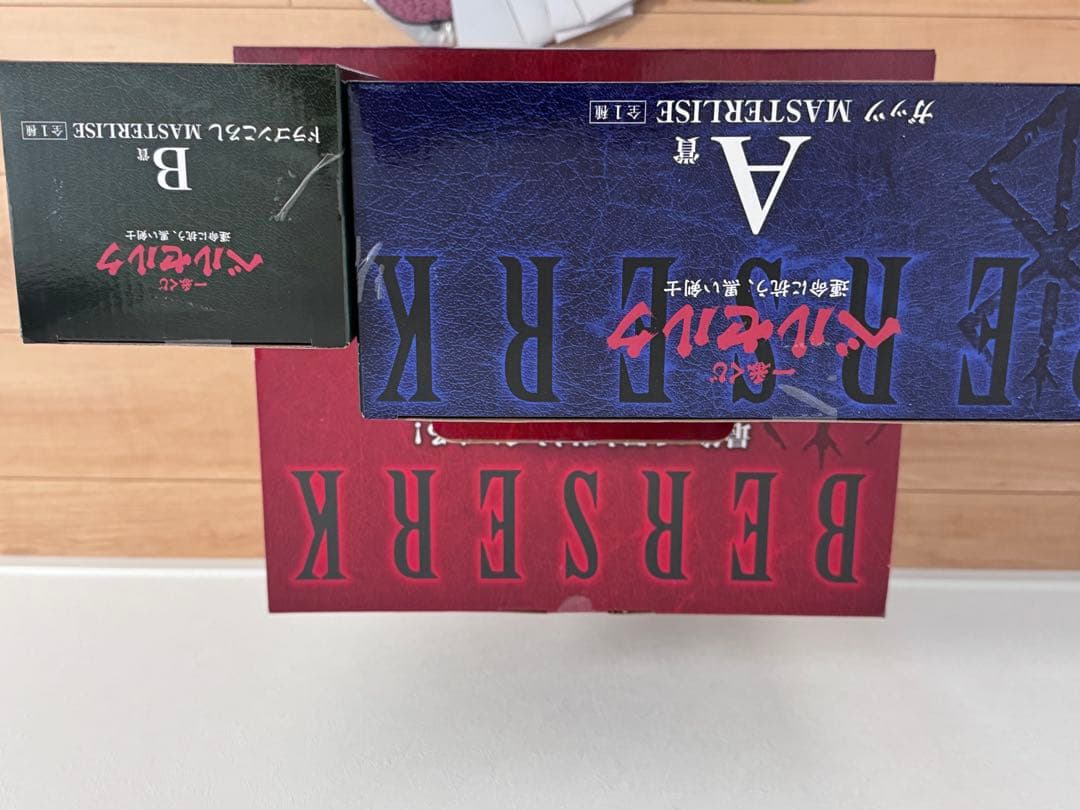 BERSERK
一番くじ
ベルセルク
運命に抗う、黒い剣士
ERSERK
A賞
ガッツ MASTERLISE 全1種
一番くじ
ベルセルク
運命に抗う、黒い剣士
B賞
ドラゴンころし MASTERLISE 全1種